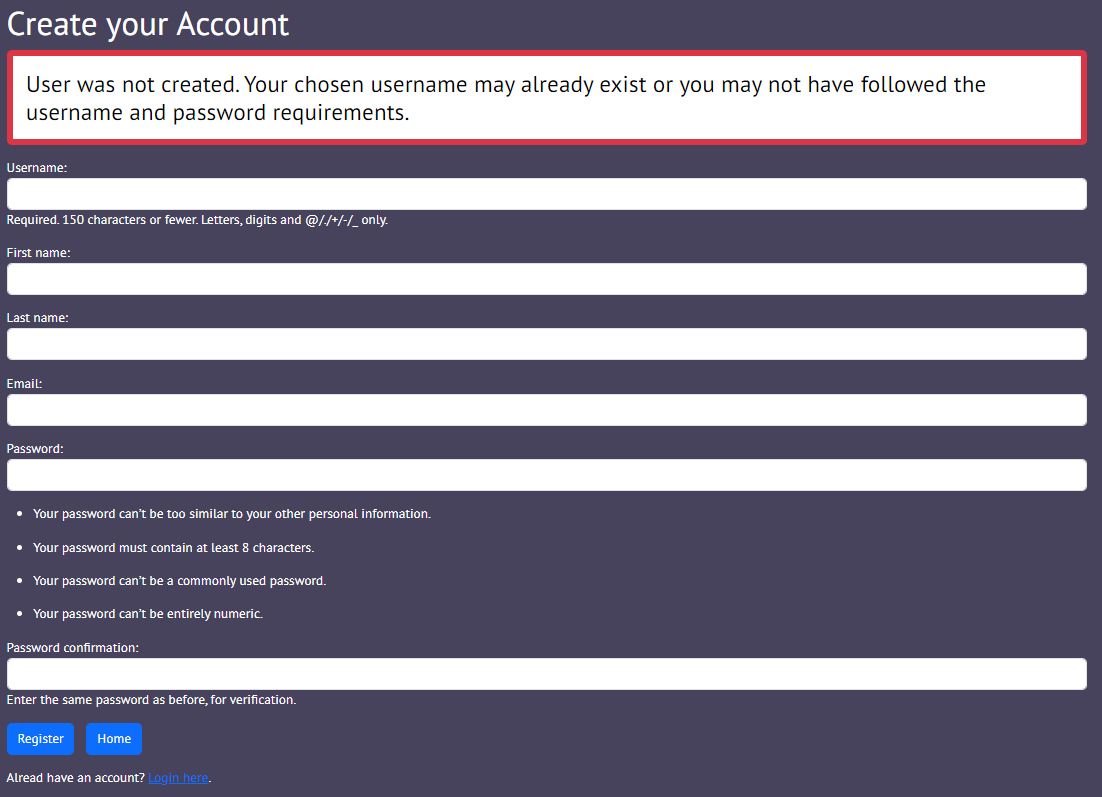 Create your Account
User was not created. Your chosen username may already exist or you may not have followed the
username and password requirements.
Username:
Required. 150 characters or fewer. Letters, digits and @/./+/-/_ only.
First name:
Last name:
Email:
Password:
• Your password can't be too similar to your other personal information.
• Your password must contain at least 8 characters.
• Your password can't be a commonly used password.
• Your password can't be entirely numeric.
Password confirmation:
Enter the same password as before, for verification.
Register Home
Alread have an account? Login here.